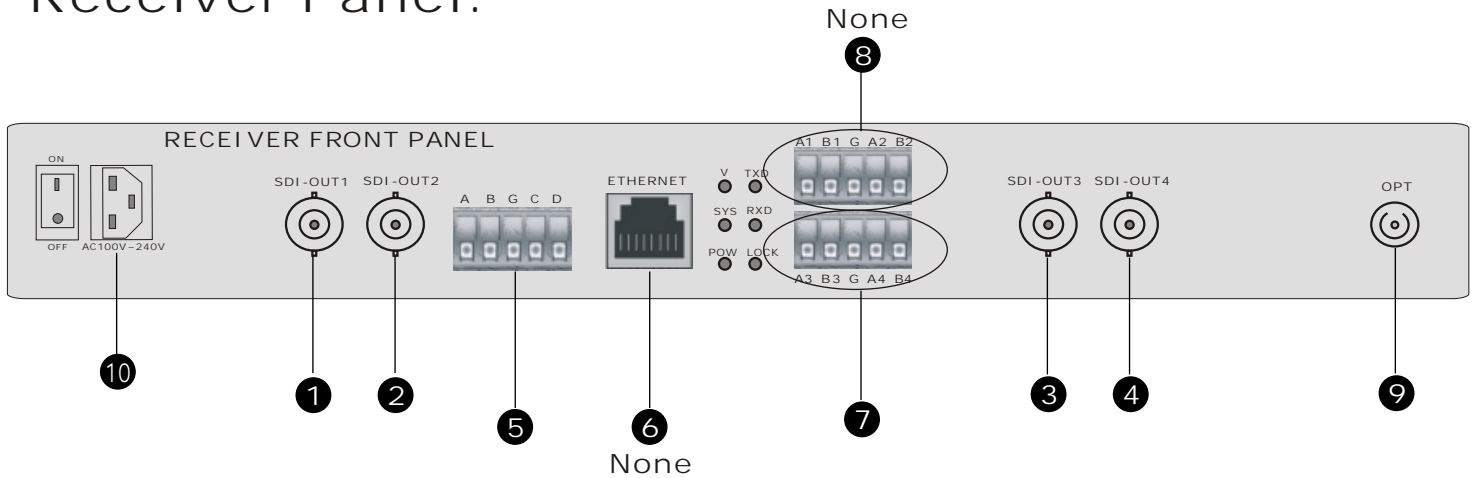 Receiver Panel:
None
8
RECEIVER FRONT PANEL
ON
OFF
AC100V~240V
SDI-OUT1
SDI-OUT2
A B G C D
ETHERNET
V TXD
SYS RXD
POW LOCK
A1 B1 G A2 B2
A3 B3 G A4 B4
SDI-OUT3
SDI-OUT4
OPT
10
1
2
5
6
None
7
3
4
9